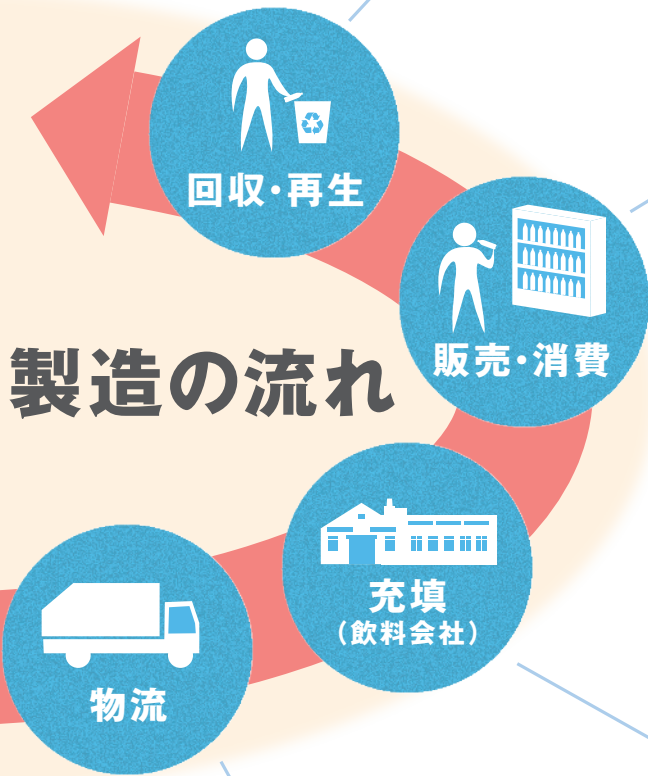 回収・再生
販売・消費
製造の流れ
充填
(飲料会社)
物流